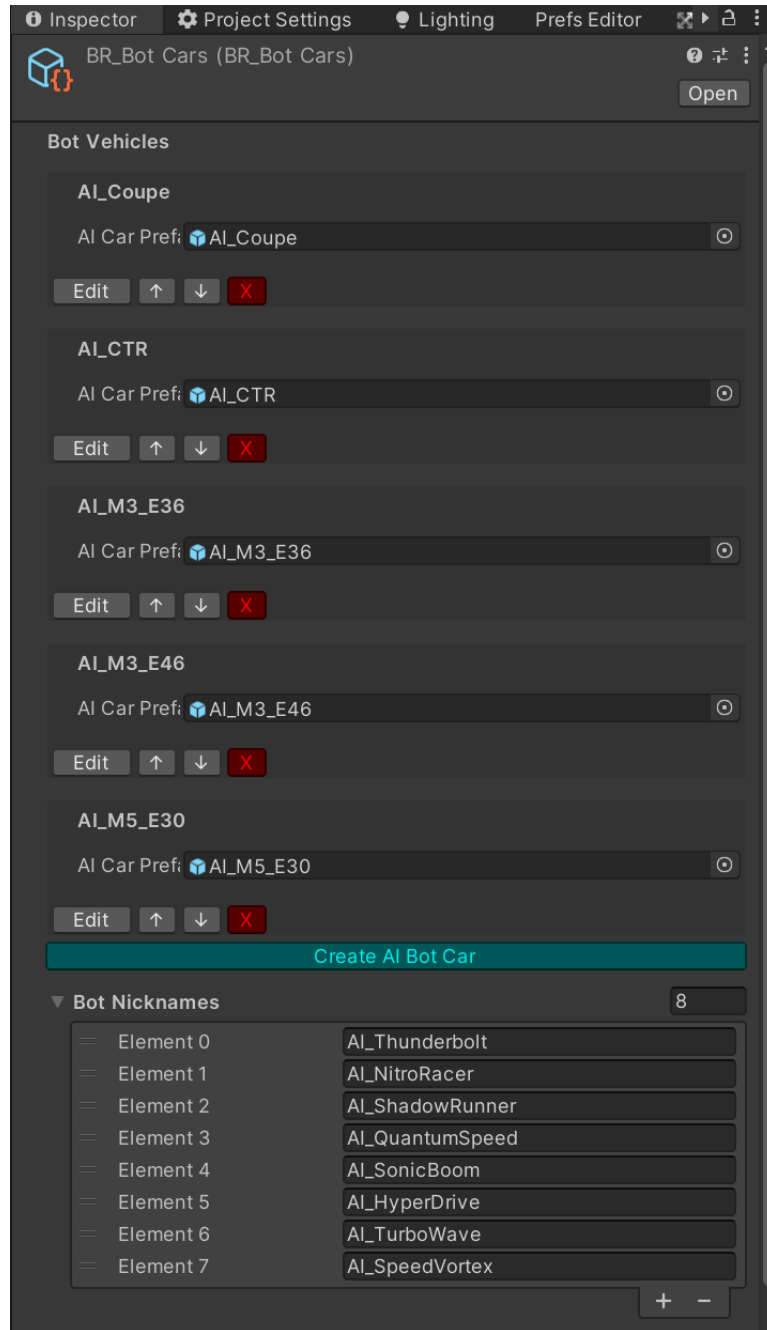 Inspector Project Settings Lighting Prefs Editor
BR_Bot Cars (BR_Bot Cars)
Open
Bot Vehicles
AI_Coupe
AI Car Prefa AI_Coupe
Edit ↑ ↓ X
AI_CTR
AI Car Prefa AI_CTR
Edit ↑ ↓ X
AI_M3_E36
AI Car Prefa AI_M3_E36
Edit ↑ ↓ X
AI_M3_E46
AI Car Prefa AI_M3_E46
Edit ↑ ↓ X
AI_M5_E30
AI Car Prefa AI_M5_E30
Edit ↑ ↓ X
Create AI Bot Car
Bot Nicknames 8
Element 0 AI_Thunderbolt
Element 1 AI_NitroRacer
Element 2 AI_ShadowRunner
Element 3 AI_QuantumSpeed
Element 4 AI_SonicBoom
Element 5 AI_HyperDrive
Element 6 AI_TurboWave
Element 7 AI_SpeedVortex
+ −